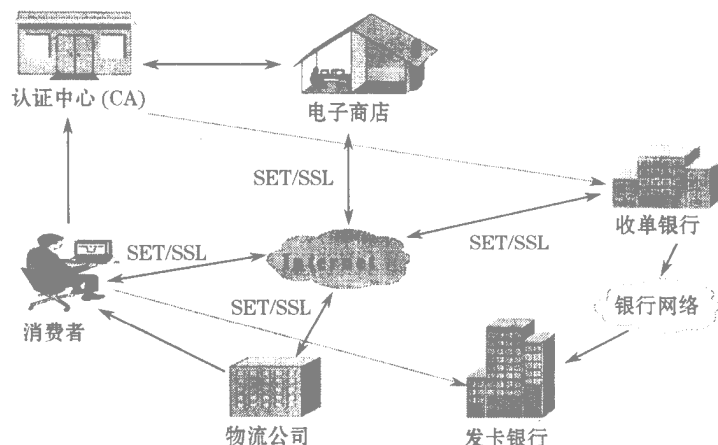 认证中心(CA)
电子商店
SET/SSL
收单银行
SET/SSL
Internet
SET/SSL
SET/SSL
银行网络
消费者
物流公司
发卡银行